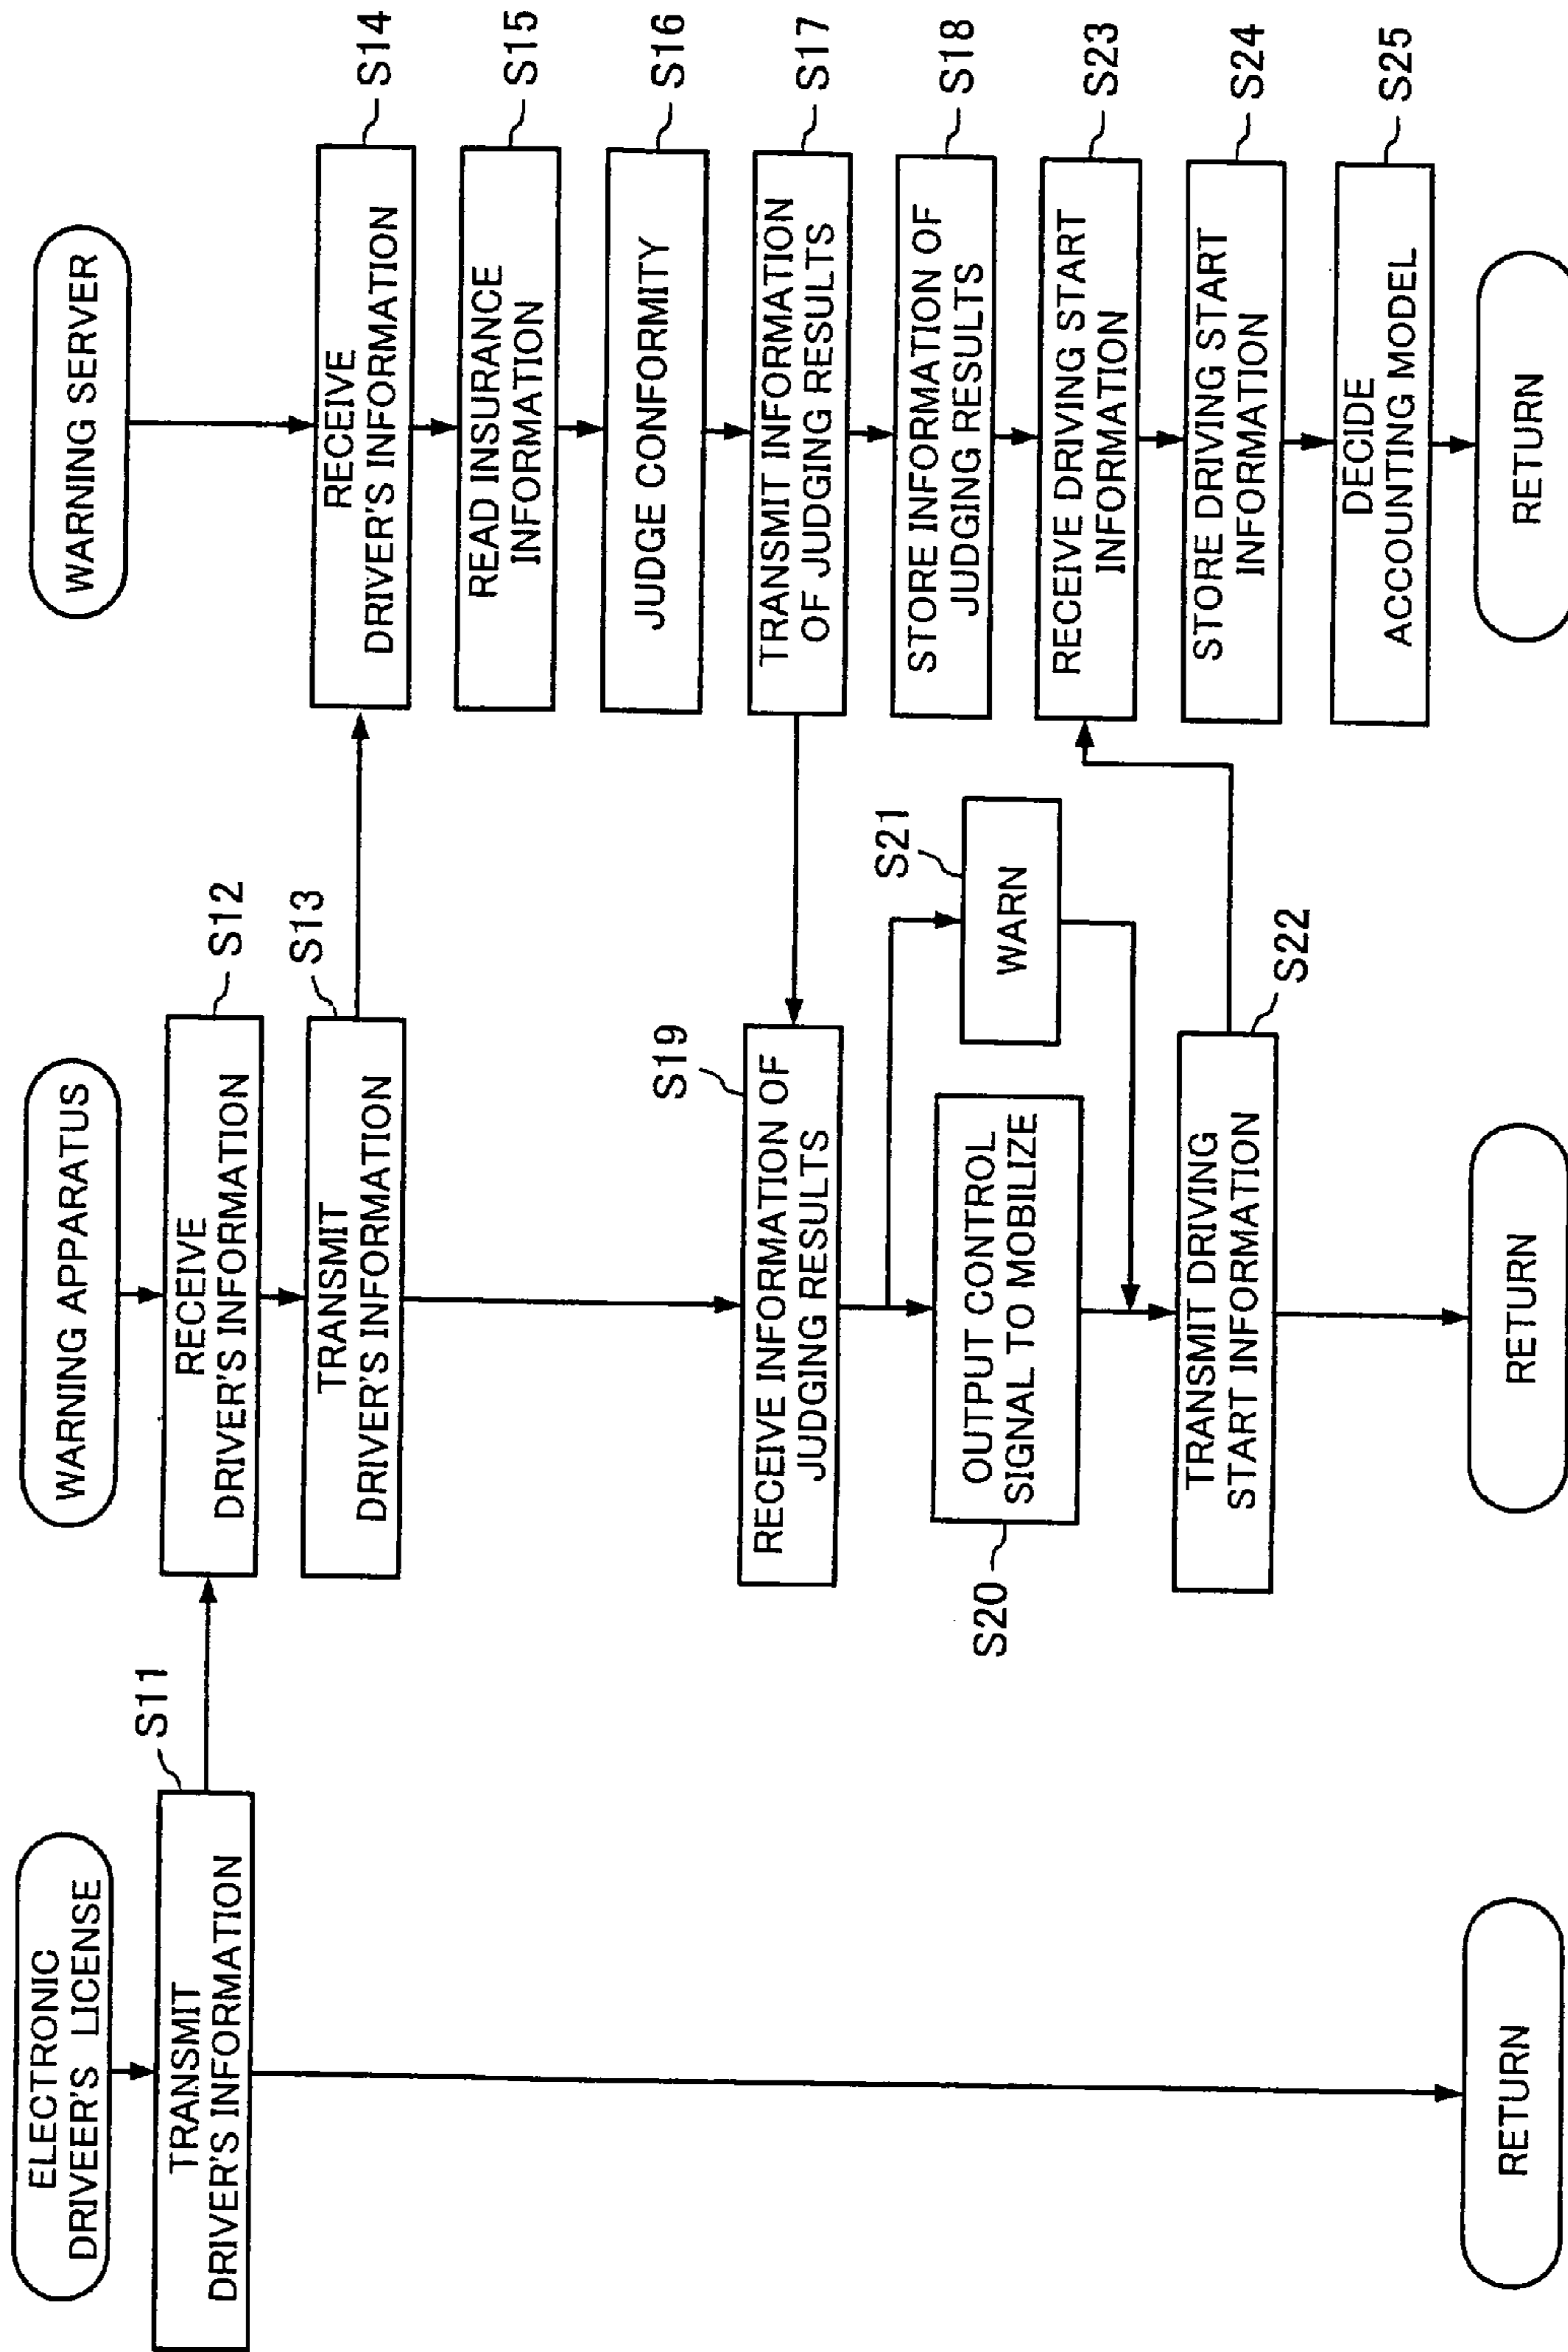 ELECTRONIC
DRIVEER'S LICENSE
S11
TRANSMIT
DRIVER'S INFORMATION
RETURN
WARNING APPARATUS
S12
RECEIVE
DRIVER'S INFORMATION
S13
TRANSMIT
DRIVER'S INFORMATION
S19
RECEIVE INFORMATION OF
JUDGING RESULTS
S20
OUTPUT CONTROL
SIGNAL TO MOBILIZE
S21
WARN
TRANSMIT DRIVING
START INFORMATION
S22
RETURN
WARNING SERVER
RECEIVE
DRIVER'S INFORMATION
S14
READ INSURANCE
INFORMATION
S15
JUDGE CONFORMITY
S16
TRANSMIT INFORMATION
OF JUDGING RESULTS
S17
STORE INFORMATION OF
JUDGING RESULTS
S18
RECEIVE DRIVING START
INFORMATION
S23
STORE DRIVING START
INFORMATION
S24
DECIDE
ACCOUNTING MODEL
S25
RETURN